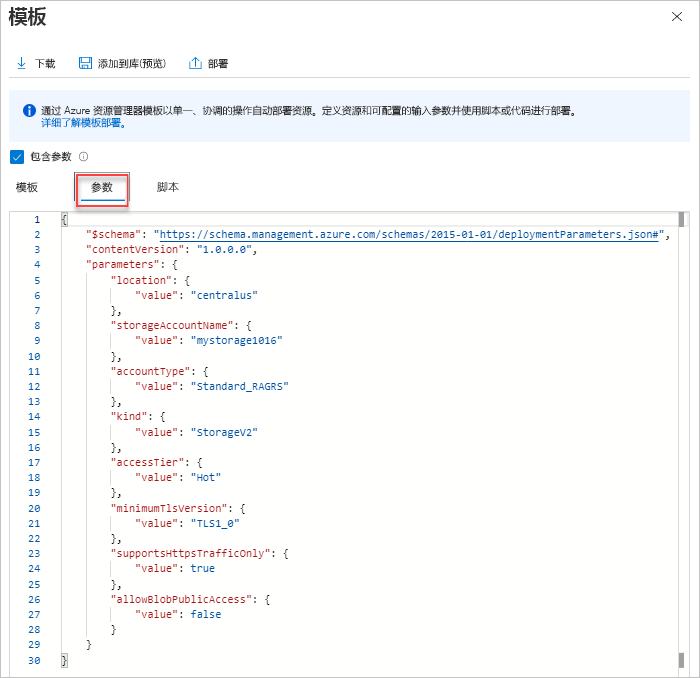 模板
下载 添加到库(预览) 部署
通过 Azure 资源管理器模板以单一、协调的操作自动部署资源。定义资源和可配置的输入参数并使用脚本或代码进行部署。
详细了解模板部署。
包含参数
模板 参数 脚本
1 {
2 "$schema": "https://schema.management.azure.com/schemas/2015-01-01/deploymentParameters.json#",
3 "contentVersion": "1.0.0.0",
4 "parameters": {
5 "location": {
6 "value": "centralus"
7 },
8 "storageAccountName": {
9 "value": "mystorage1016"
10 },
11 "accountType": {
12 "value": "Standard_RAGRS"
13 },
14 "kind": {
15 "value": "StorageV2"
16 },
17 "accessTier": {
18 "value": "Hot"
19 },
20 "minimumTlsVersion": {
21 "value": "TLS1_0"
22 },
23 "supportsHttpsTrafficOnly": {
24 "value": true
25 },
26 "allowBlobPublicAccess": {
27 "value": false
28 }
29 }
30 }